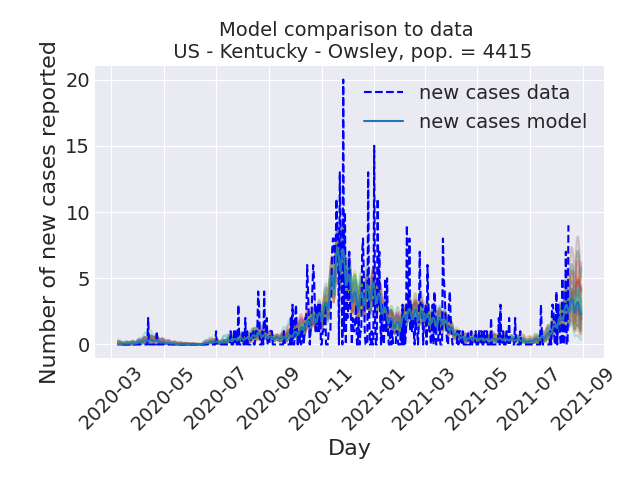 Model comparison to data
US - Kentucky - Owsley, pop. = 4415
Number of new cases reported
20
15
10
5
0
new cases data
new cases model
2020-03
2020-05
2020-07
2020-09
2020-11
2021-01
2021-03
2021-05
2021-07
2021-09
Day